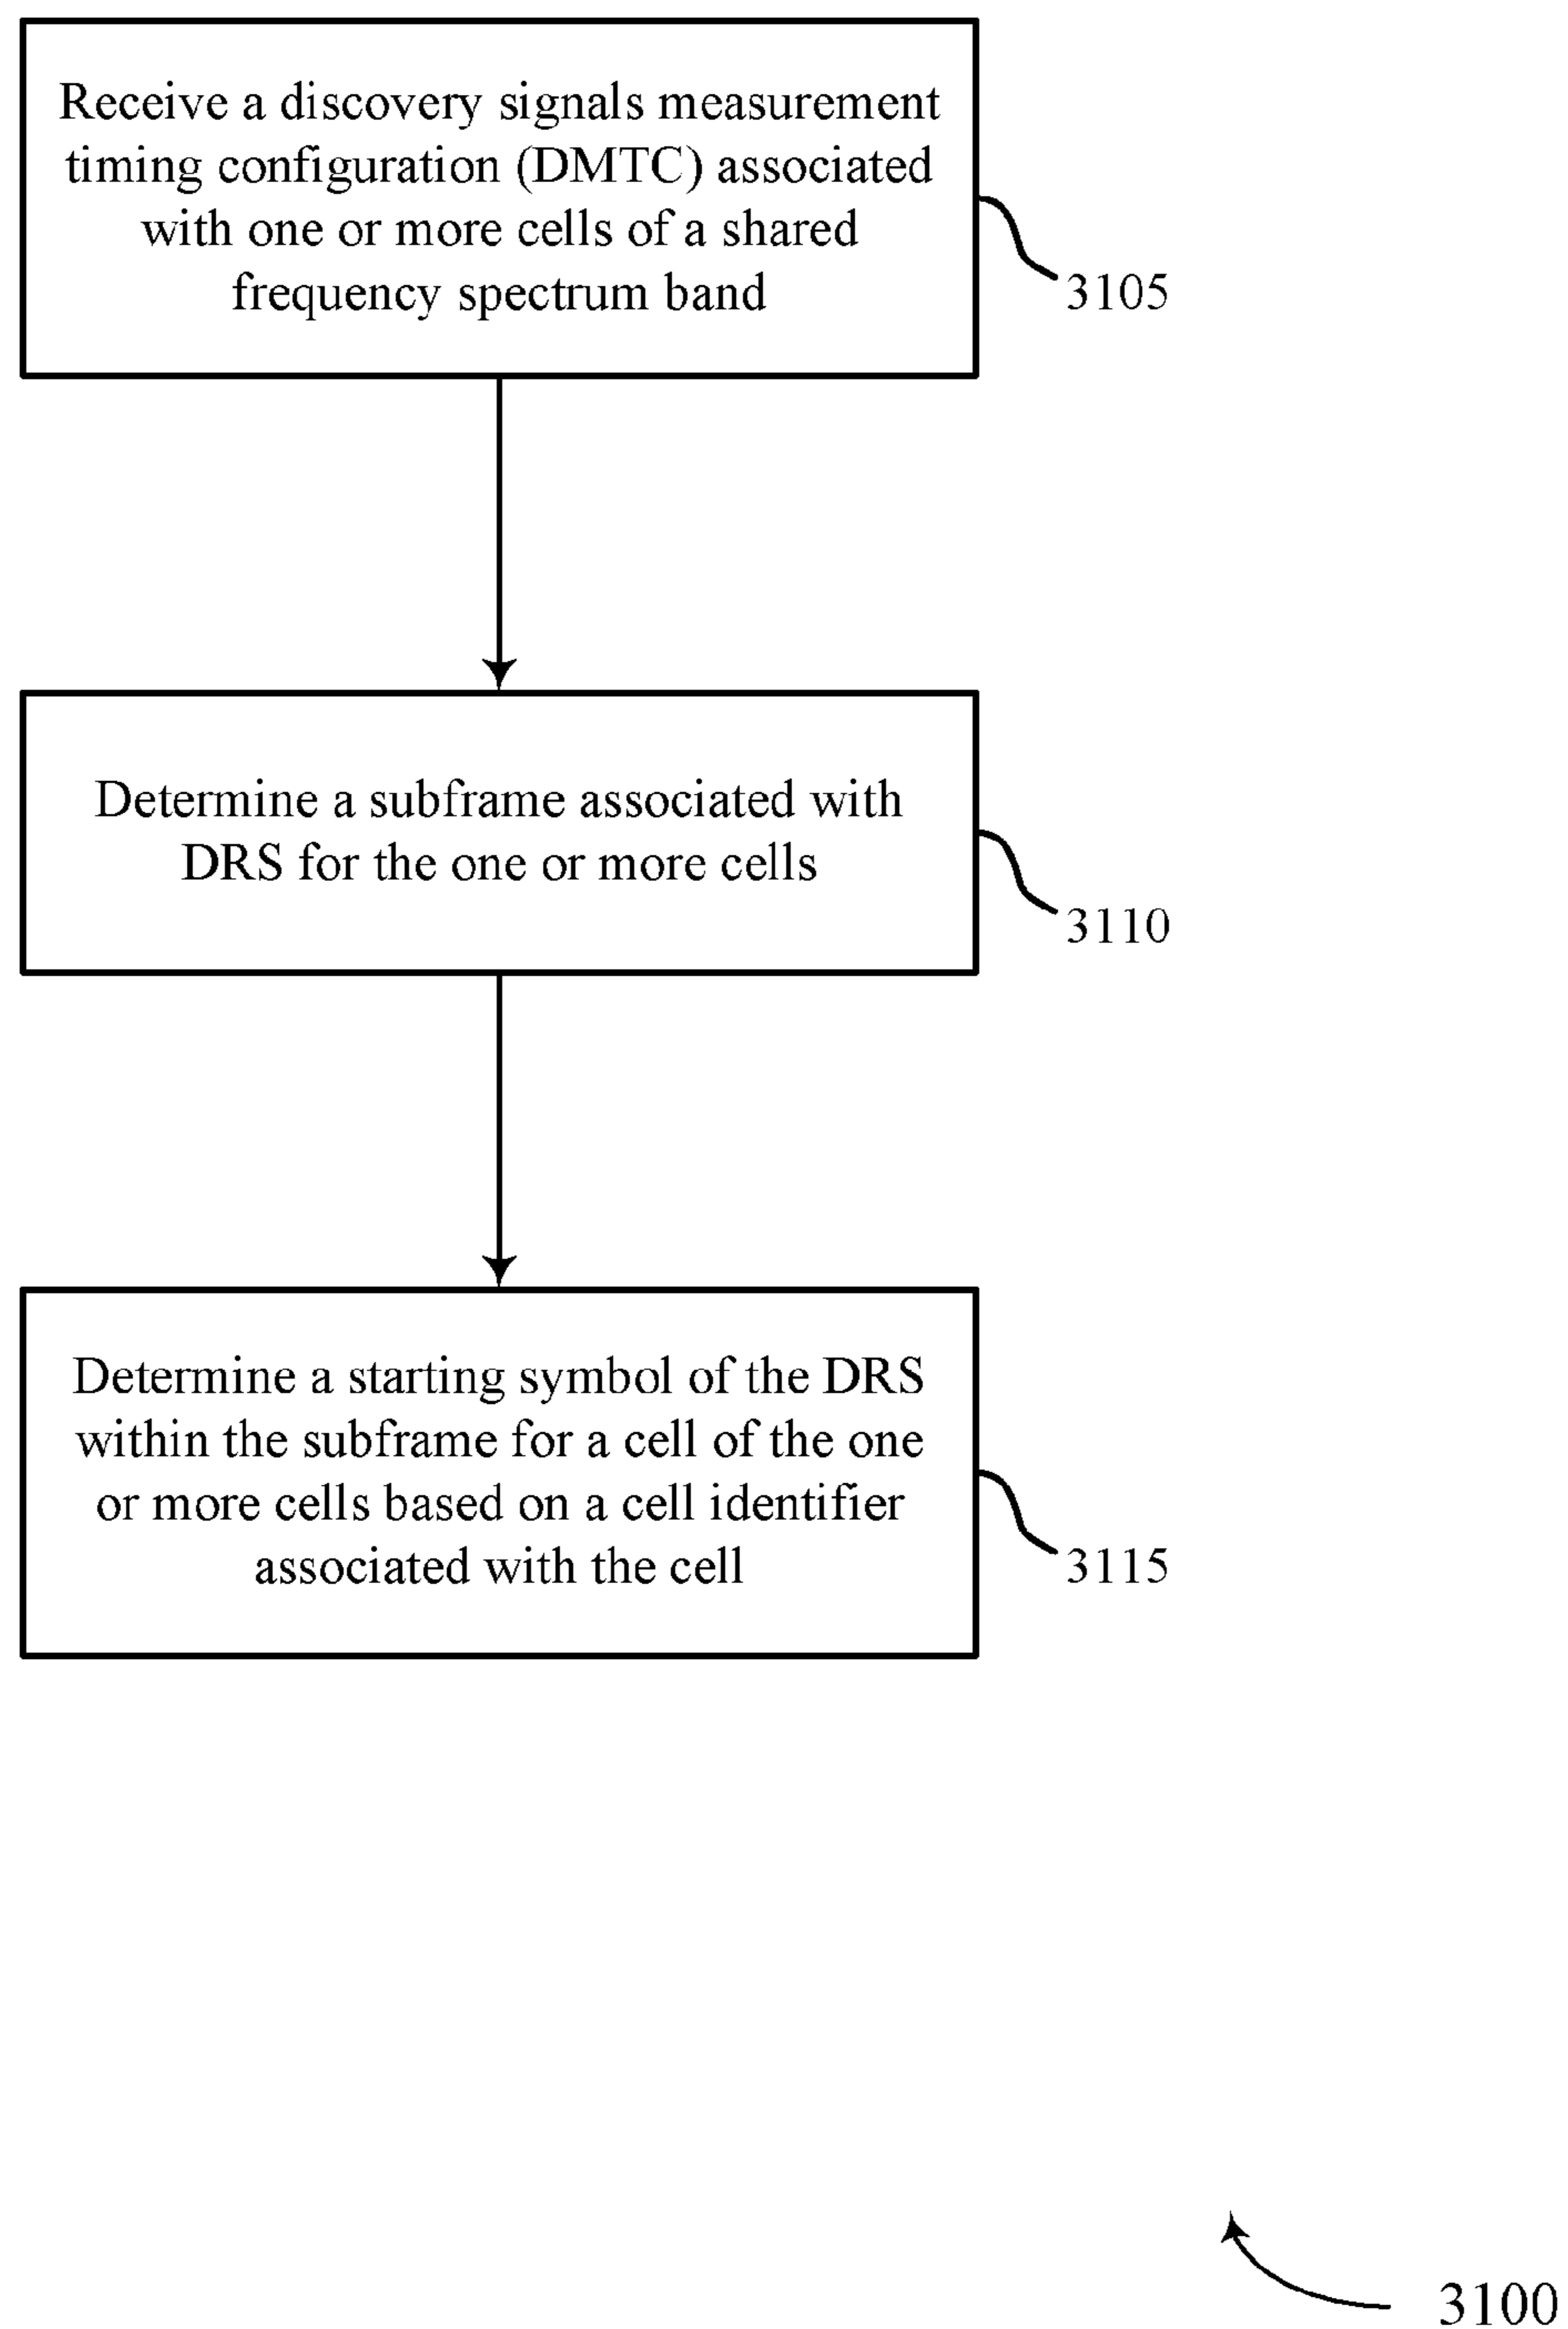 Receive a discovery signals measurement
timing configuration (DMTC) associated
with one or more cells of a shared
frequency spectrum band
3105
Determine a subframe associated with
DRS for the one or more cells
3110
Determine a starting symbol of the DRS
within the subframe for a cell of the one
or more cells based on a cell identifier
associated with the cell
3115
3100